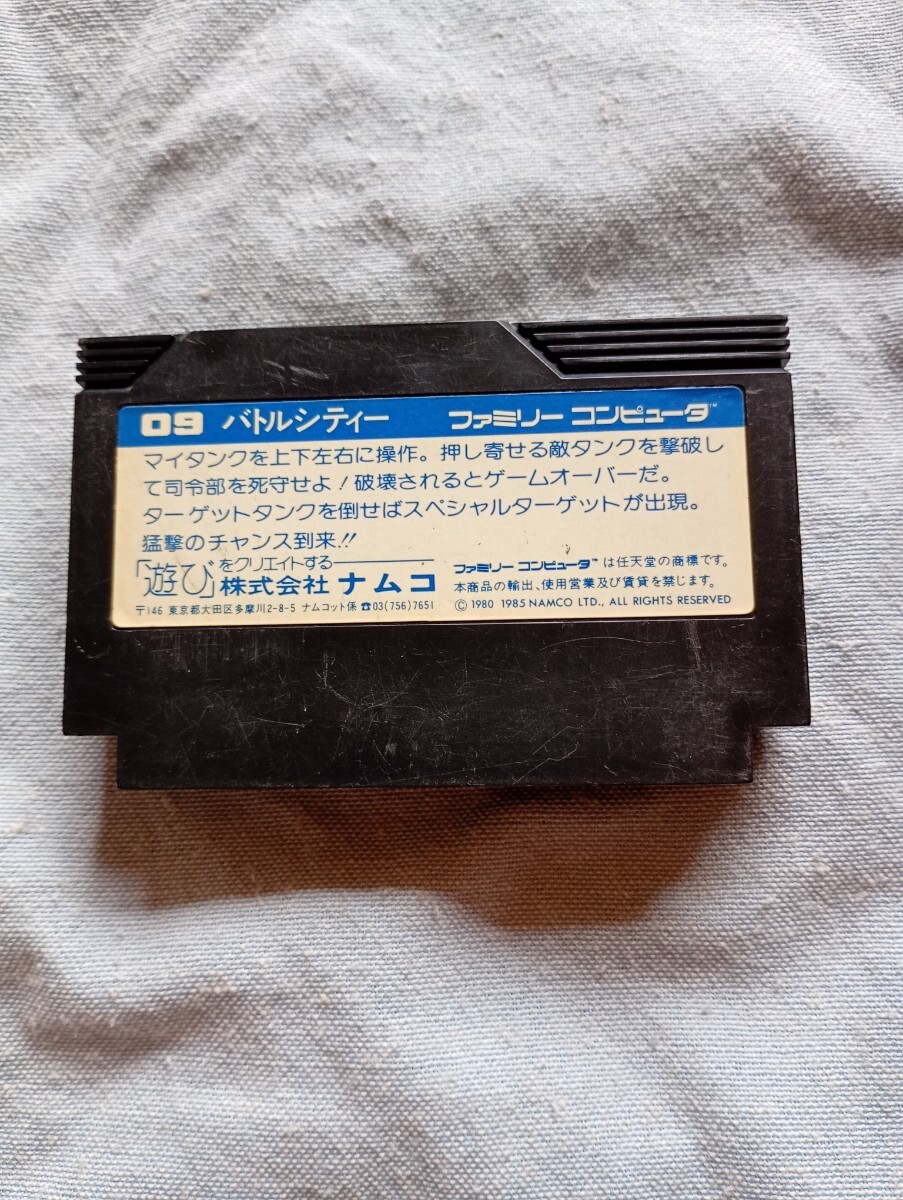 09 バトルシティー ファミリー コンピュータ™
マイタンクを上下左右に操作。押し寄せる敵タンクを撃破し
て司令部を死守せよ！破壊されるとゲームオーバーだ。
ターゲットタンクを倒せばスペシャルターゲットが出現。
猛撃のチャンス到来!!
「遊び」をクリエイトする
株式会社 ナムコ
〒146 東京都大田区多摩川2-8-5 ナムコット係 ☎03(756)7651
ファミリー コンピュータ™ は任天堂の商標です。
本商品の輸出、使用営業及び賃貸を禁じます。
© 1980 1985 NAMCO LTD., ALL RIGHTS RESERVED